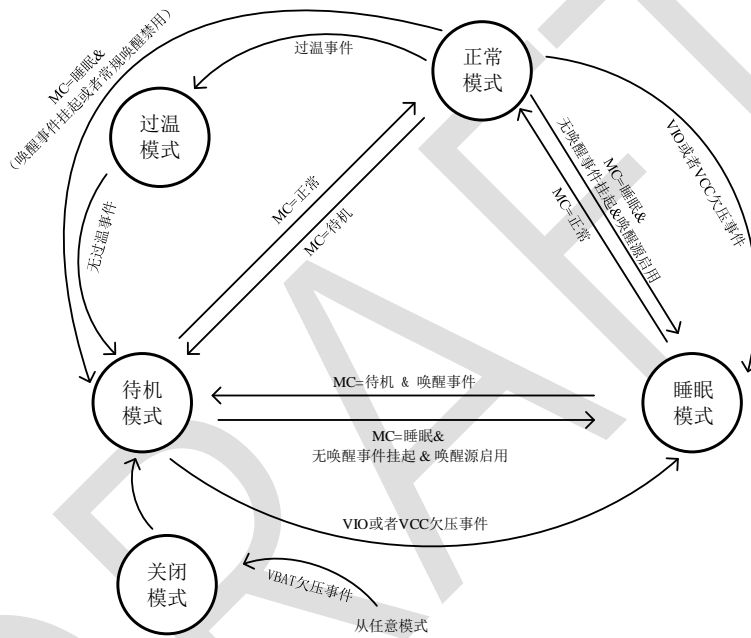 过温事件
正常
模式
MC=睡眠&
(唤醒事件挂起或者常规唤醒禁用)
过温
模式
无过温事件
MC=正常
MC=待机
MC=睡眠&
无唤醒事件挂起&唤醒源启用
MC=正常
VIO或者VCC欠压事件
待机
模式
MC=待机 & 唤醒事件
MC=睡眠&
无唤醒事件挂起 & 唤醒源启用
睡眠
模式
VIO或者VCC欠压事件
关闭
模式
VBAT欠压事件
从任意模式
DRAFT